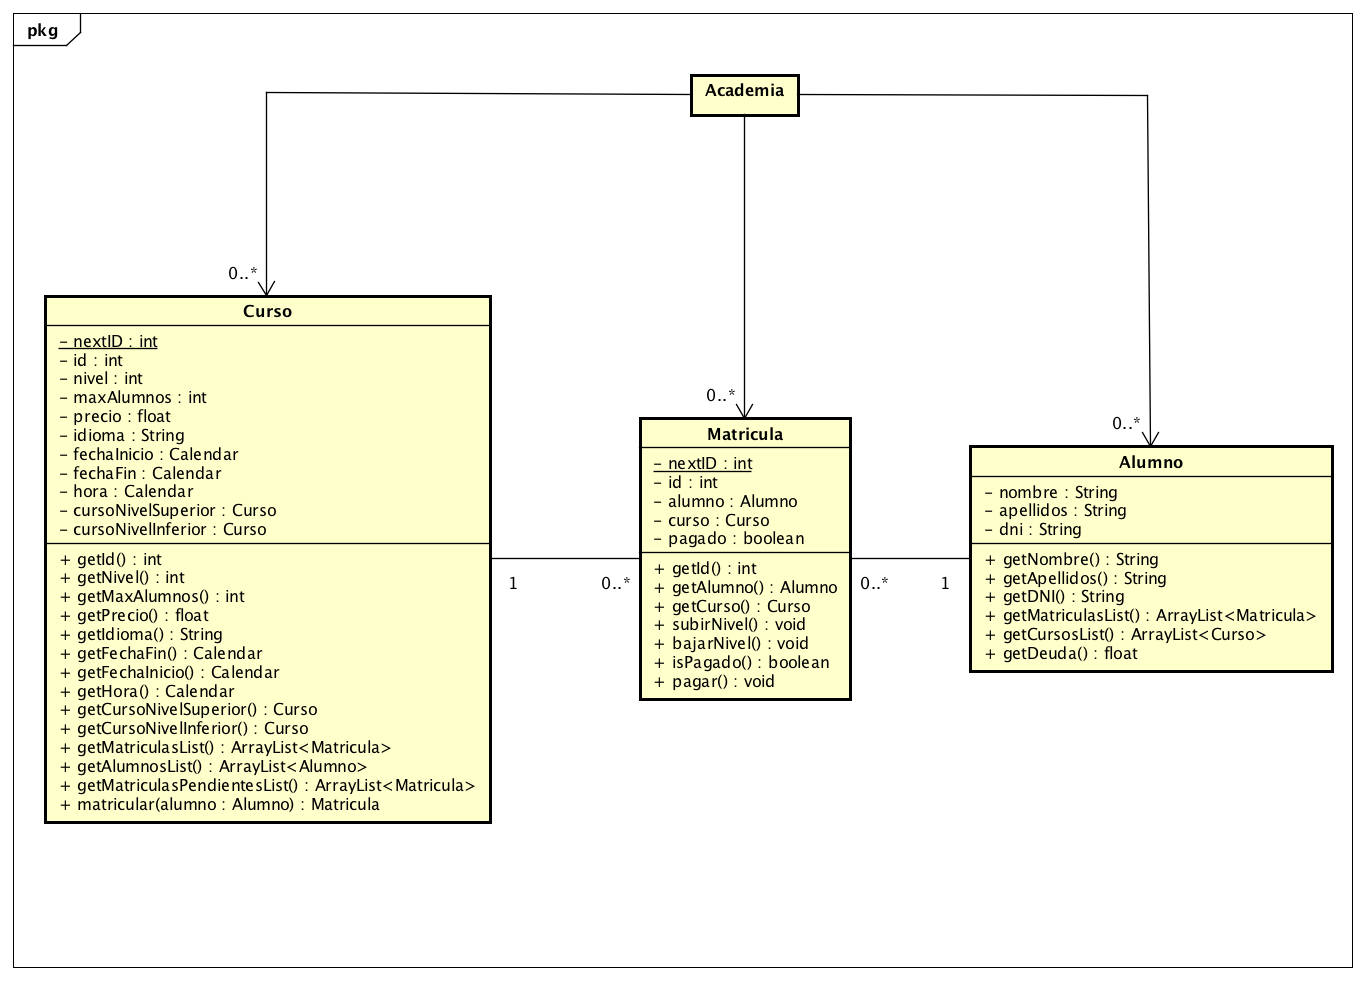 pkg
Academia
0..*
Curso
- nextID : int
- id : int
- nivel : int
- maxAlumnos : int
- precio : float
- idioma : String
- fechaInicio : Calendar
- fechaFin : Calendar
- hora : Calendar
- cursoNivelSuperior : Curso
- cursoNivelInferior : Curso
+ getId() : int
+ getNivel() : int
+ getMaxAlumnos() : int
+ getPrecio() : float
+ getIdioma() : String
+ getFechaFin() : Calendar
+ getFechaInicio() : Calendar
+ getHora() : Calendar
+ getCursoNivelSuperior() : Curso
+ getCursoNivelInferior() : Curso
+ getMatriculasList() : ArrayList<Matricula>
+ getAlumnosList() : ArrayList<Alumno>
+ getMatriculasPendientesList() : ArrayList<Matricula>
+ matricular(alumno : Alumno) : Matricula
1
0..*
0..*
Matricula
- nextID : int
- id : int
- alumno : Alumno
- curso : Curso
- pagado : boolean
+ getId() : int
+ getAlumno() : Alumno
+ getCurso() : Curso
+ subirNivel() : void
+ bajarNivel() : void
+ isPagado() : boolean
+ pagar() : void
0..*
1
0..*
Alumno
- nombre : String
- apellidos : String
- dni : String
+ getNombre() : String
+ getApellidos() : String
+ getDNI() : String
+ getMatriculasList() : ArrayList<Matricula>
+ getCursosList() : ArrayList<Curso>
+ getDeuda() : float